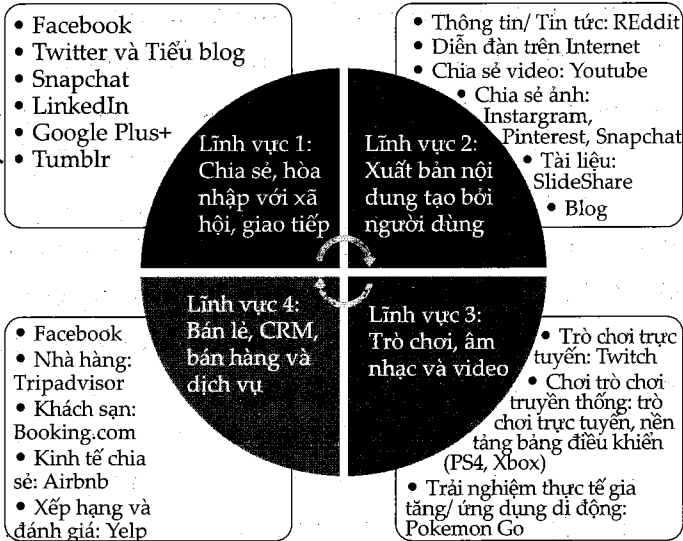 • Facebook
• Twitter và Tiểu blog
• Snapchat
• LinkedIn
• Google Plus+
• Tumblr
Lĩnh vực 1:
Chia sẻ, hòa
nhập với xã
hội, giao tiếp
• Thông tin/ Tin tức: REddit
• Diễn đàn trên Internet
• Chia sẻ video: Youtube
• Chia sẻ ảnh:
Instargram,
Pinterest, Snapchat
• Tài liệu:
SlideShare
• Blog
Lĩnh vực 2:
Xuất bản nội
dung tạo bởi
người dùng
Lĩnh vực 4:
Bán lẻ, CRM,
bán hàng và
dịch vụ
• Facebook
• Nhà hàng:
Tripadvisor
• Khách sạn:
Booking.com
• Kinh tế chia
sẻ: Airbnb
• Xếp hạng và
đánh giá: Yelp
Lĩnh vực 3:
Trò chơi, âm
nhạc và video
• Trò chơi trực
tuyến: Twitch
• Chơi trò chơi
truyền thống: trò
chơi trực tuyến, nền
tảng bảng điều khiển
(PS4, Xbox)
• Trải nghiệm thực tế gia
tăng/ ứng dụng di động:
Pokemon Go